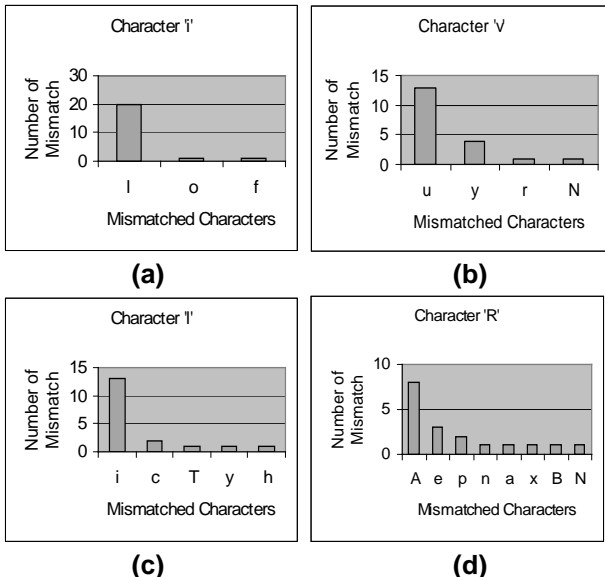 Character 'i'
Number of
Mismatch
30
20
10
0
l o f
Mismatched Characters
(a)
Character 'v'
Number of
Mismatch
15
10
5
0
u y r N
Mismatched Characters
(b)
Character 'l'
Number of
Mismatch
15
10
5
0
i c T y h
Mismatched Characters
(c)
Character 'R'
Number of
Mismatch
10
5
0
A e p n a x B N
Mismatched Characters
(d)